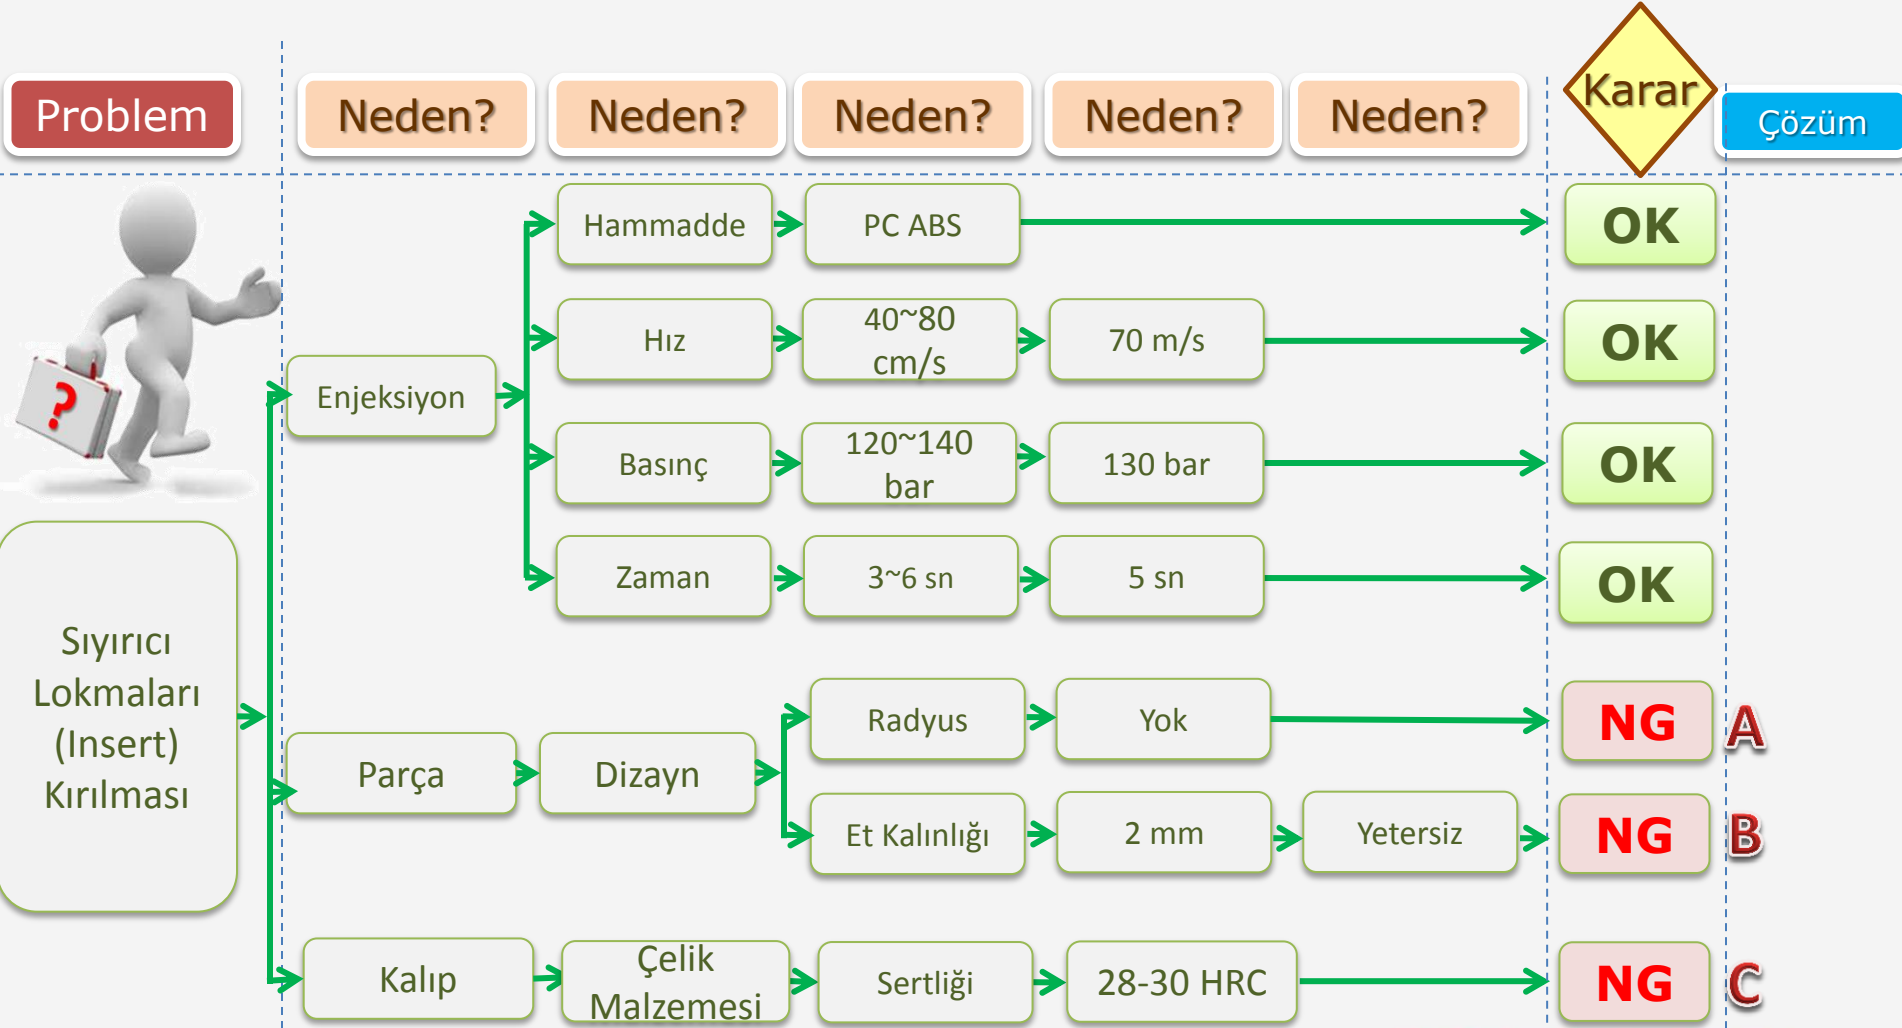 Problem
Neden?
Neden?
Neden?
Neden?
Neden?
Karar
Çözüm
Hammadde
PC ABS
OK
Hız
40~80
cm/s
70 m/s
OK
?
Enjeksiyon
Basınç
120~140
bar
130 bar
OK
Zaman
3~6 sn
5 sn
OK
Sıyırıcı
Lokmaları
(Insert)
Kırılması
Parça
Dizayn
Radyus
Yok
NG
A
Et Kalınlığı
2 mm
Yetersiz
NG
B
Kalıp
Çelik
Malzemesi
Sertliği
28-30 HRC
NG
C